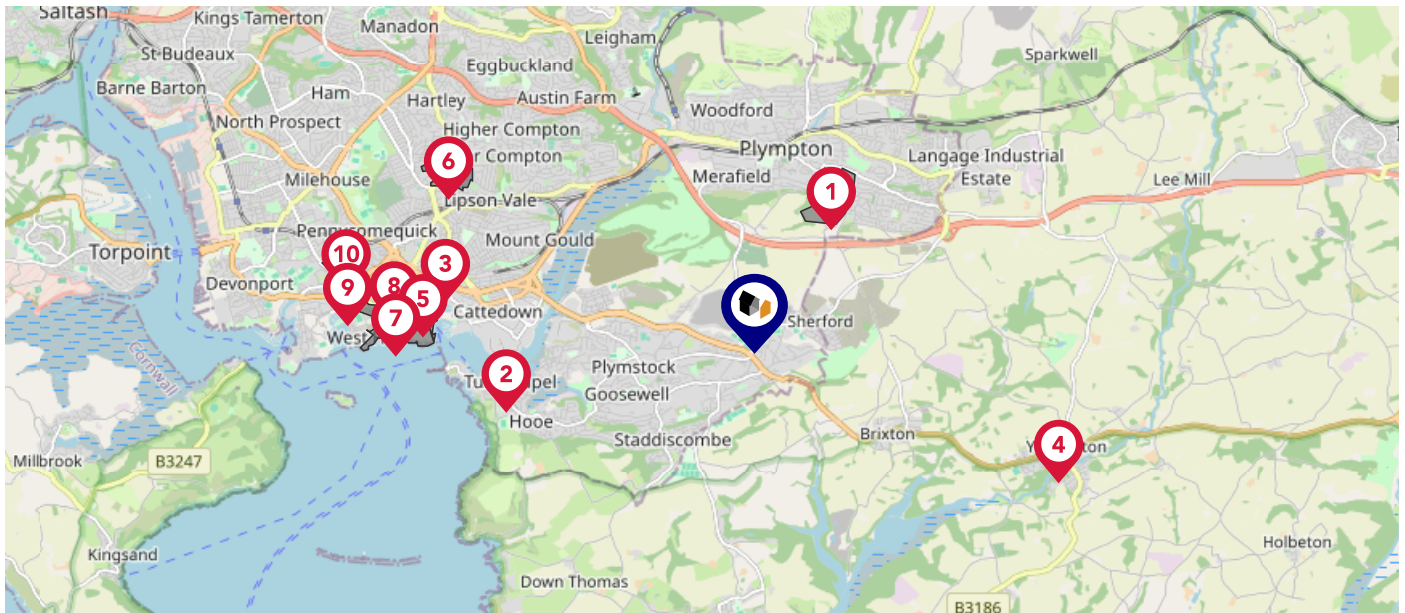 Saltash
Kings Tamerton
Manadon
Leigham
St Budeaux
Eggbuckland
Sparkwell
Barne Barton
Ham
Hartley
Austin Farm
Woodford
North Prospect
Higher Compton
Plympton
6
r Compton
Langage Industrial
Estate
Milehouse
Merafield
1
Lee Mill
Lipson Vale
Pennycomequick
Torpoint
10
3
Mount Gould
Devonport
9
8
5
Cattedown
7
Sherford
West
Cornwall
2
Plymstock
Goosewell
Hooe
Staddiscombe
Brixton
4
Millbrook
B3247
Kingsand
Holbeton
Down Thomas
B3186